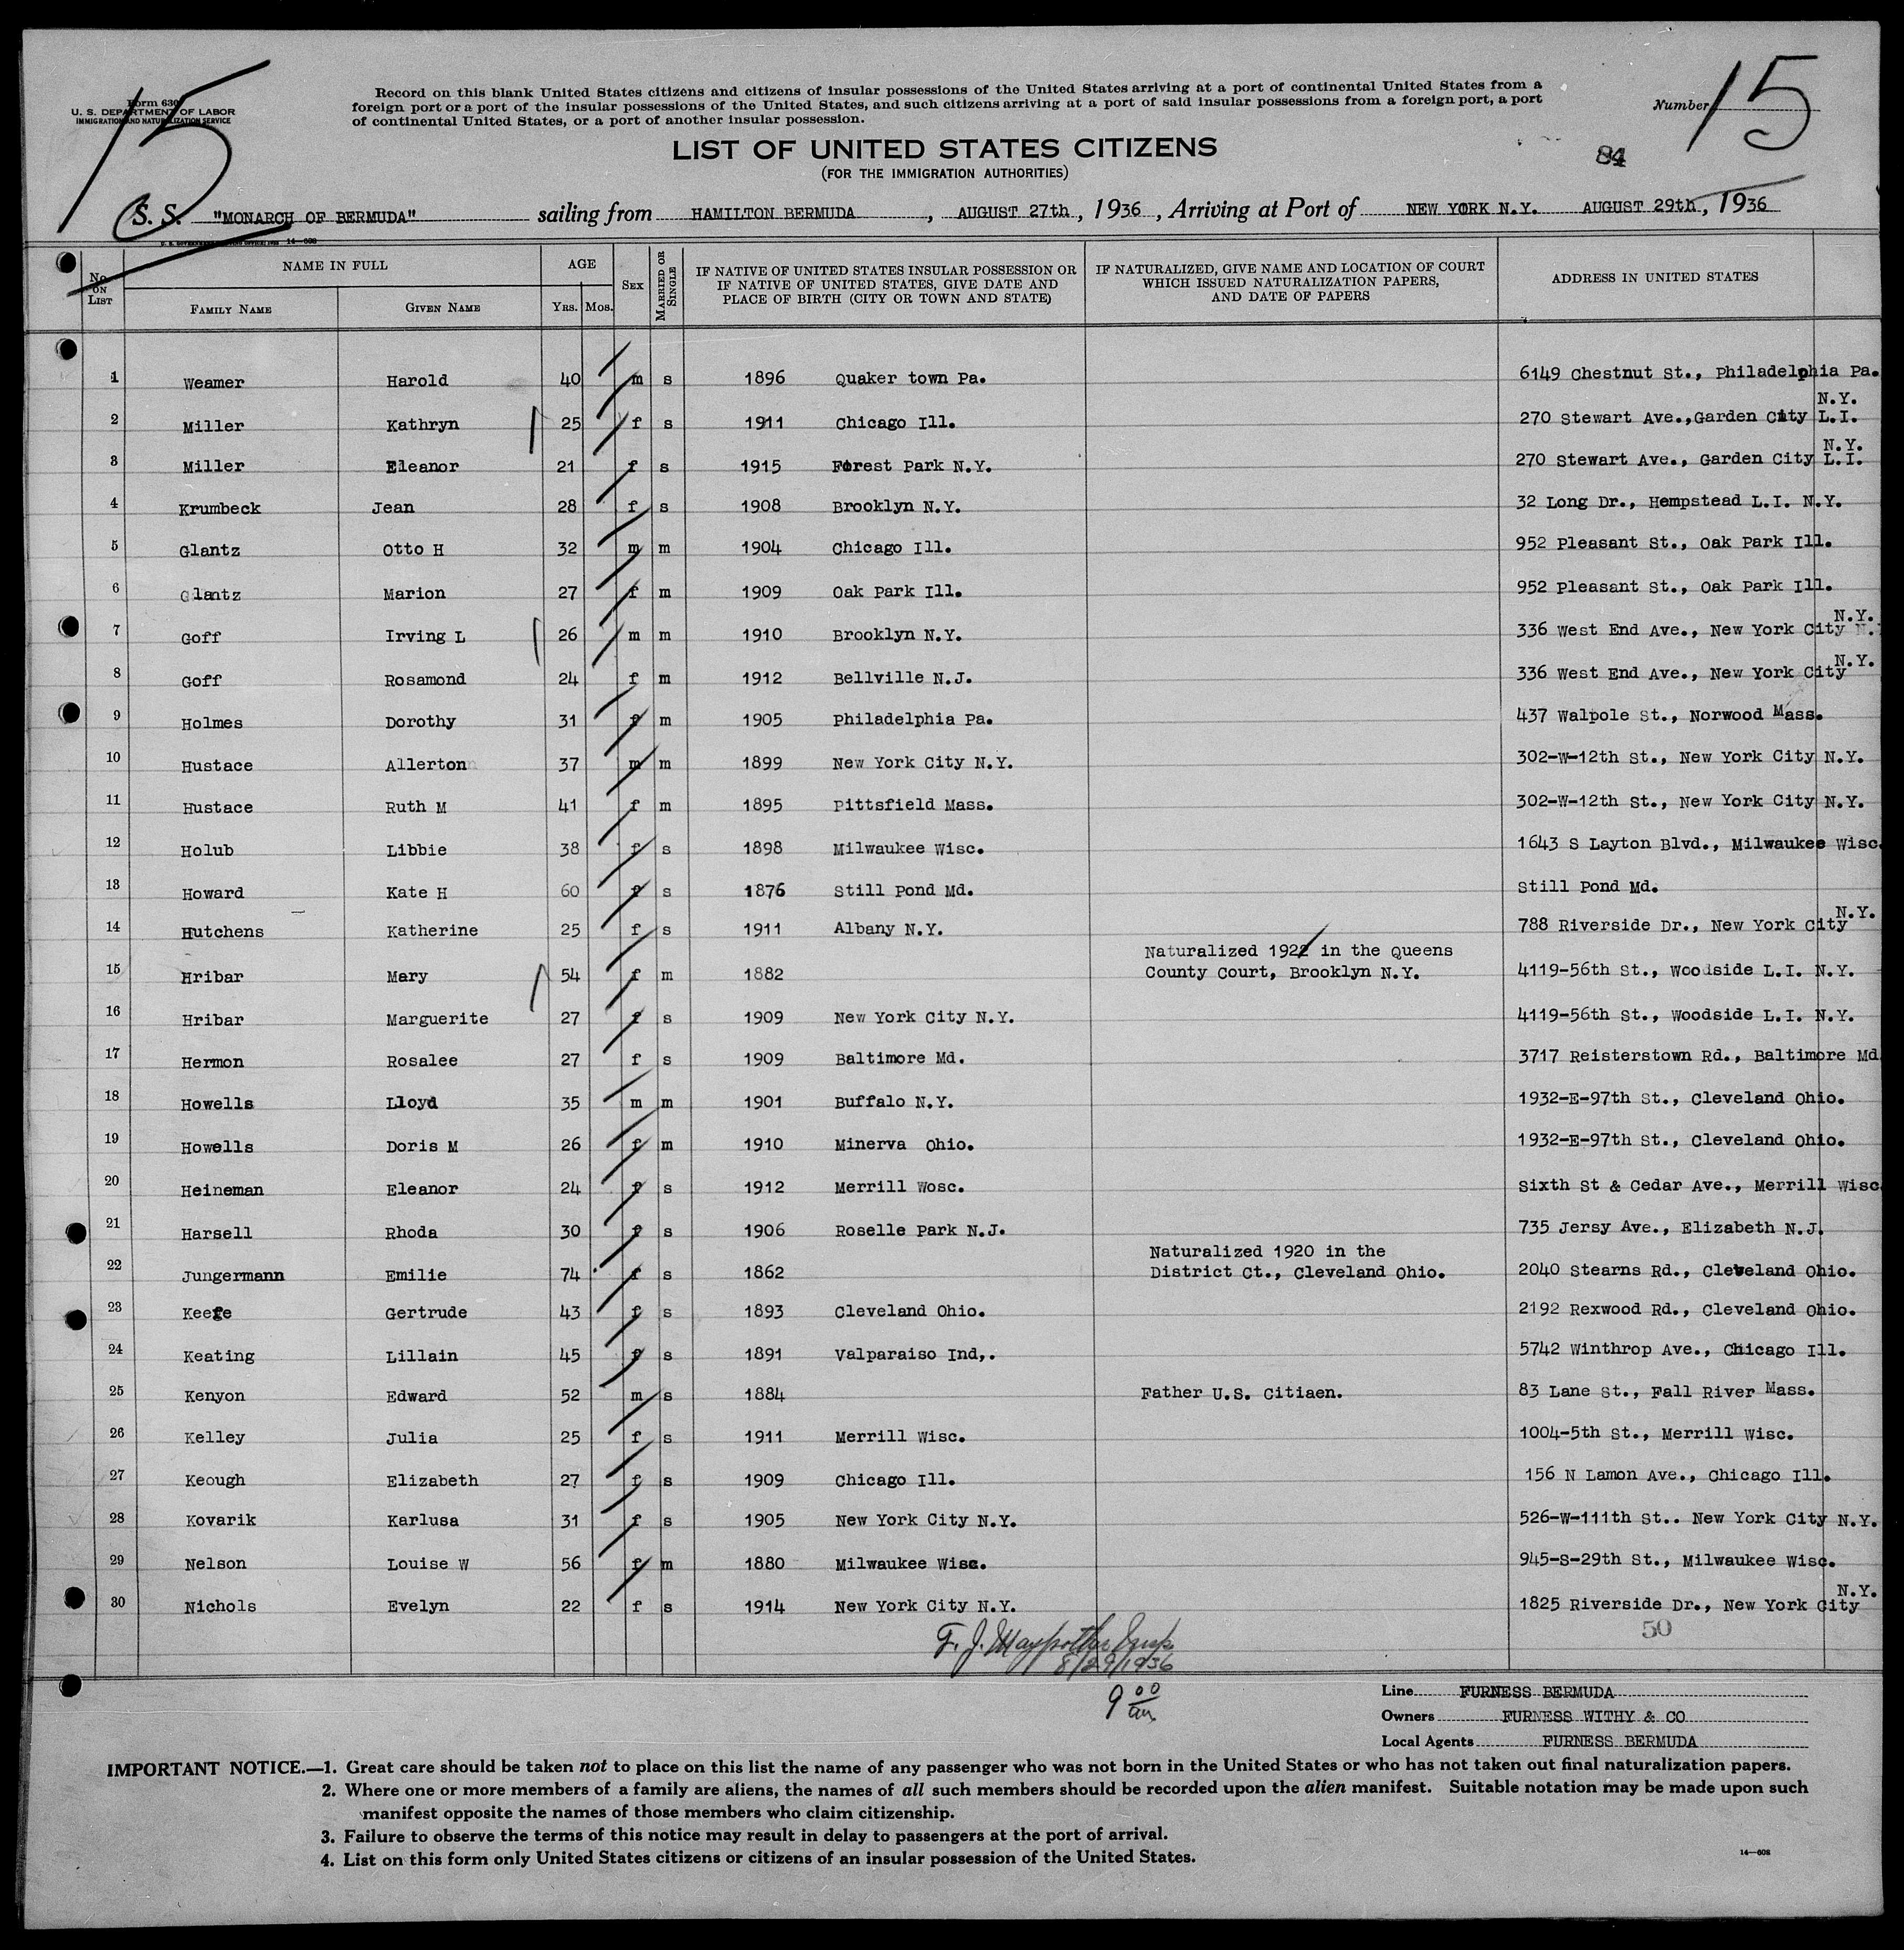 15
Form 630
U. S. DEPARTMENT OF LABOR
IMMIGRATION AND NATURALIZATION SERVICE
Record on this blank United States citizens and citizens of insular possessions of the United States arriving at a port of continental United States from a
foreign port or a port of the insular possessions of the United States, and such citizens arriving at a port of said insular possessions from a foreign port, a port
of continental United States, or a port of another insular possession.
Number 15
LIST OF UNITED STATES CITIZENS
(FOR THE IMMIGRATION AUTHORITIES)
84
S. S. "MONARCH OF BERMUDA" sailing from HAMILTON BERMUDA, AUGUST 27th, 1936, Arriving at Port of NEW YORK N.Y. AUGUST 29th, 1936
14—608
No. ON LIST
NAME IN FULL
FAMILY NAME
GIVEN NAME
AGE
YRS. MOS.
SEX
MARRIED OR SINGLE
IF NATIVE OF UNITED STATES INSULAR POSSESSION OR
IF NATIVE OF UNITED STATES, GIVE DATE AND
PLACE OF BIRTH (CITY OR TOWN AND STATE)
IF NATURALIZED, GIVE NAME AND LOCATION OF COURT
WHICH ISSUED NATURALIZATION PAPERS,
AND DATE OF PAPERS
ADDRESS IN UNITED STATES
1 Weamer Harold 40 m s 1896 Quaker town Pa. 6149 Chestnut St., Philadelphia Pa.
2 Miller Kathryn 25 f s 1911 Chicago Ill. 270 Stewart Ave.,Garden City L.I. N.Y.
3 Miller Eleanor 21 f s 1915 Forest Park N.Y. 270 Stewart Ave., Garden City L.I. N.Y.
4 Krumbeck Jean 28 f s 1908 Brooklyn N.Y. 32 Long Dr., Hempstead L.I. N.Y.
5 Glantz Otto H 32 m m 1904 Chicago Ill. 952 Pleasant St., Oak Park Ill.
6 Glantz Marion 27 f m 1909 Oak Park Ill. 952 Pleasant St., Oak Park Ill.
7 Goff Irving L 26 m m 1910 Brooklyn N.Y. 336 West End Ave., New York City N.Y.
8 Goff Rosamond 24 f m 1912 Bellville N.J. 336 West End Ave., New York City N.Y.
9 Holmes Dorothy 31 f m 1905 Philadelphia Pa. 437 Walpole St., Norwood Mass.
10 Hustace Allerton 37 m m 1899 New York City N.Y. 302-W-12th St., New York City N.Y.
11 Hustace Ruth M 41 f m 1895 Pittsfield Mass. 302-W-12th St., New York City N.Y.
12 Holub Libbie 38 f s 1898 Milwaukee Wisc. 1643 S Layton Blvd., Milwaukee Wisc.
13 Howard Kate H 60 f s 1876 Still Pond Md. Still Pond Md.
14 Hutchens Katherine 25 f s 1911 Albany N.Y. 788 Riverside Dr., New York City N.Y.
15 Hribar Mary 54 f m 1882 Naturalized 1922 in the Queens
County Court, Brooklyn N.Y. 4119-56th St., Woodside L.I. N.Y.
16 Hribar Marguerite 27 f s 1909 New York City N.Y. 4119-56th St., Woodside L.I. N.Y.
17 Hermon Rosalee 27 f s 1909 Baltimore Md. 3717 Reisterstown Rd., Baltimore Md
18 Howells Lloyd 35 m m 1901 Buffalo N.Y. 1932-E-97th St., Cleveland Ohio.
19 Howells Doris M 26 f m 1910 Minerva Ohio. 1932-E-97th St., Cleveland Ohio.
20 Heineman Eleanor 24 f s 1912 Merrill Wosc. Sixth St & Cedar Ave., Merrill Wisc
21 Harsell Rhoda 30 f s 1906 Roselle Park N.J. 735 Jersy Ave., Elizabeth N.J.
22 Jungermann Emilie 74 f s 1862 Naturalized 1920 in the
District Ct., Cleveland Ohio. 2040 Stearns Rd., Cleveland Ohio.
23 Keefe Gertrude 43 f s 1893 Cleveland Ohio. 2192 Rexwood Rd., Cleveland Ohio.
24 Keating Lillain 45 f s 1891 Valparaiso Ind,. 5742 Winthrop Ave., Chicago Ill.
25 Kenyon Edward 52 m s 1884 Father U.S. Citiaen. 83 Lane St., Fall River Mass.
26 Kelley Julia 25 f s 1911 Merrill Wisc. 1004-5th St., Merrill Wisc.
27 Keough Elizabeth 27 f s 1909 Chicago Ill. 156 N Lamon Ave., Chicago Ill.
28 Kovarik Karlusa 31 f s 1905 New York City N.Y. 526-W-111th St.. New York City N.Y.
29 Nelson Louise W 56 f m 1880 Milwaukee Wisc. 945-S-29th St., Milwaukee Wisc.
30 Nichols Evelyn 22 f s 1914 New York City N.Y. 1825 Riverside Dr., New York City N.Y.
50
8/29/1936
9 00 am
Line FURNESS BERMUDA
Owners FURNESS WITHY & CO
Local Agents FURNESS BERMUDA
IMPORTANT NOTICE.—1. Great care should be taken not to place on this list the name of any passenger who was not born in the United States or who has not taken out final naturalization papers.
2. Where one or more members of a family are aliens, the names of all such members should be recorded upon the alien manifest. Suitable notation may be made upon such
manifest opposite the names of those members who claim citizenship.
3. Failure to observe the terms of this notice may result in delay to passengers at the port of arrival.
4. List on this form only United States citizens or citizens of an insular possession of the United States.
14—608